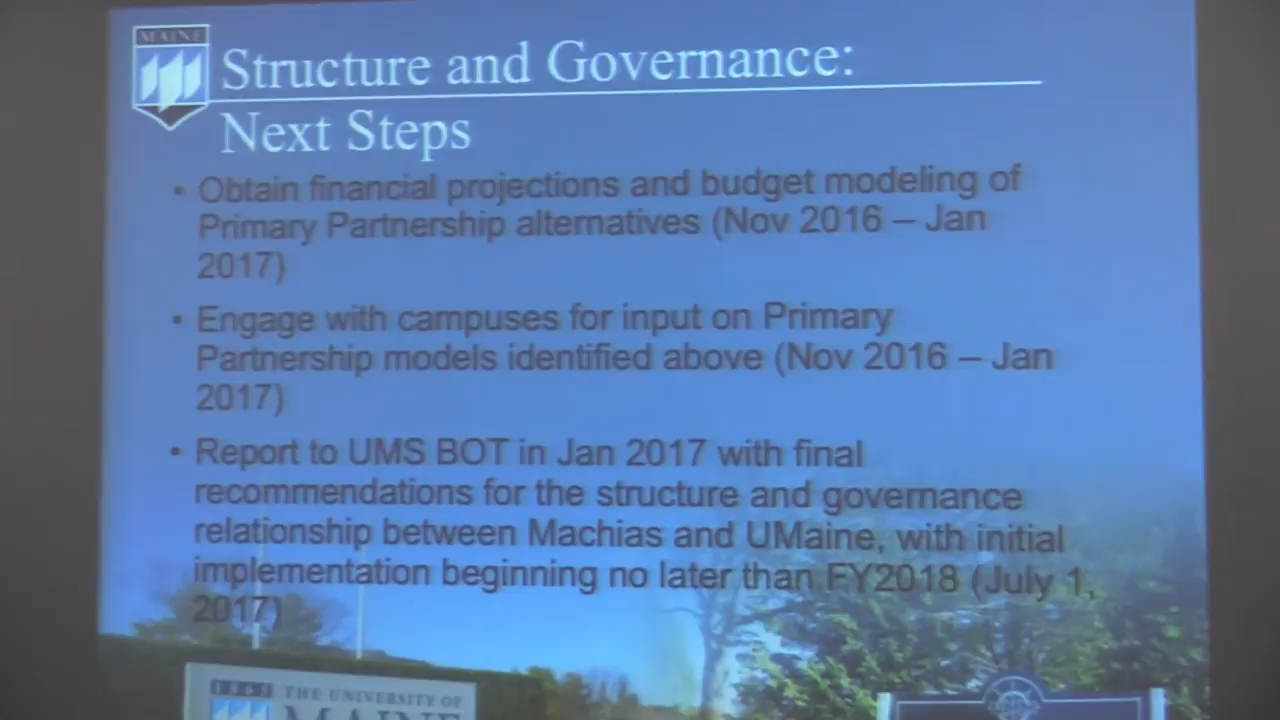 MAINE
Structure and Governance:
Next Steps
• Obtain financial projections and budget modeling of
Primary Partnership alternatives (Nov 2016 – Jan
2017)
• Engage with campuses for input on Primary
Partnership models identified above (Nov 2016 – Jan
2017)
• Report to UMS BOT in Jan 2017 with final
recommendations for the structure and governance
relationship between Machias and UMaine, with initial
implementation beginning no later than FY2018 (July 1,
2017)
1865 THE UNIVERSITY OF
MAINE